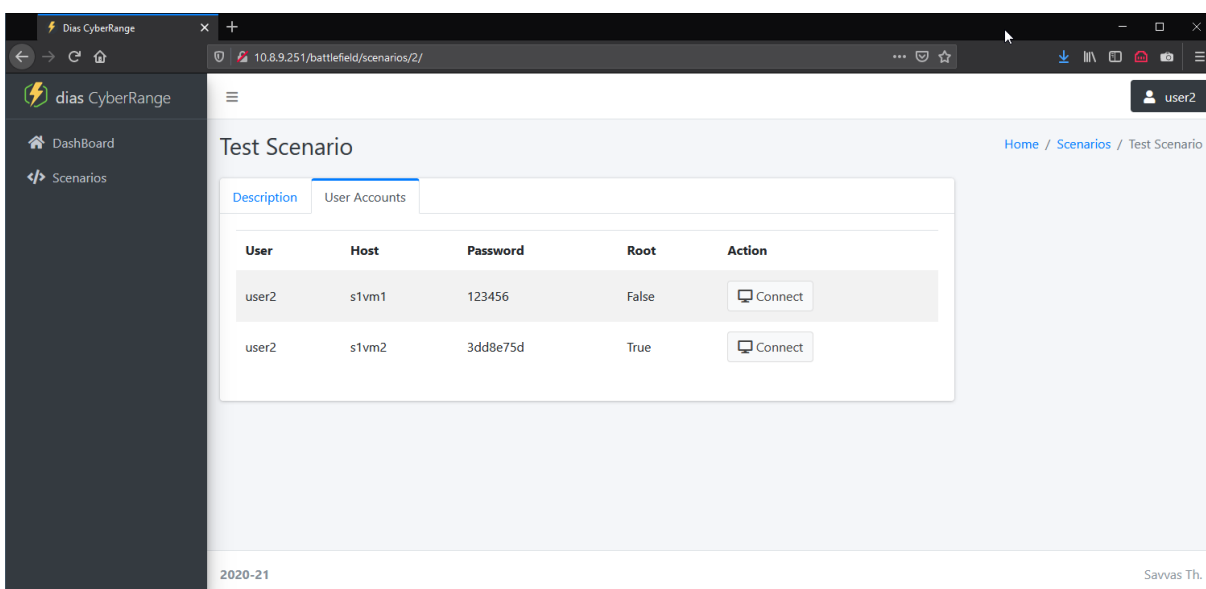 Dias CyberRange
10.8.9.251/battlefield/scenarios/2/
dias CyberRange
user2
DashBoard
Scenarios
Test Scenario
Home / Scenarios / Test Scenario
Description User Accounts
User Host Password Root Action
user2 s1vm1 123456 False Connect
user2 s1vm2 3dd8e75d True Connect
2020-21 Savvas Th.